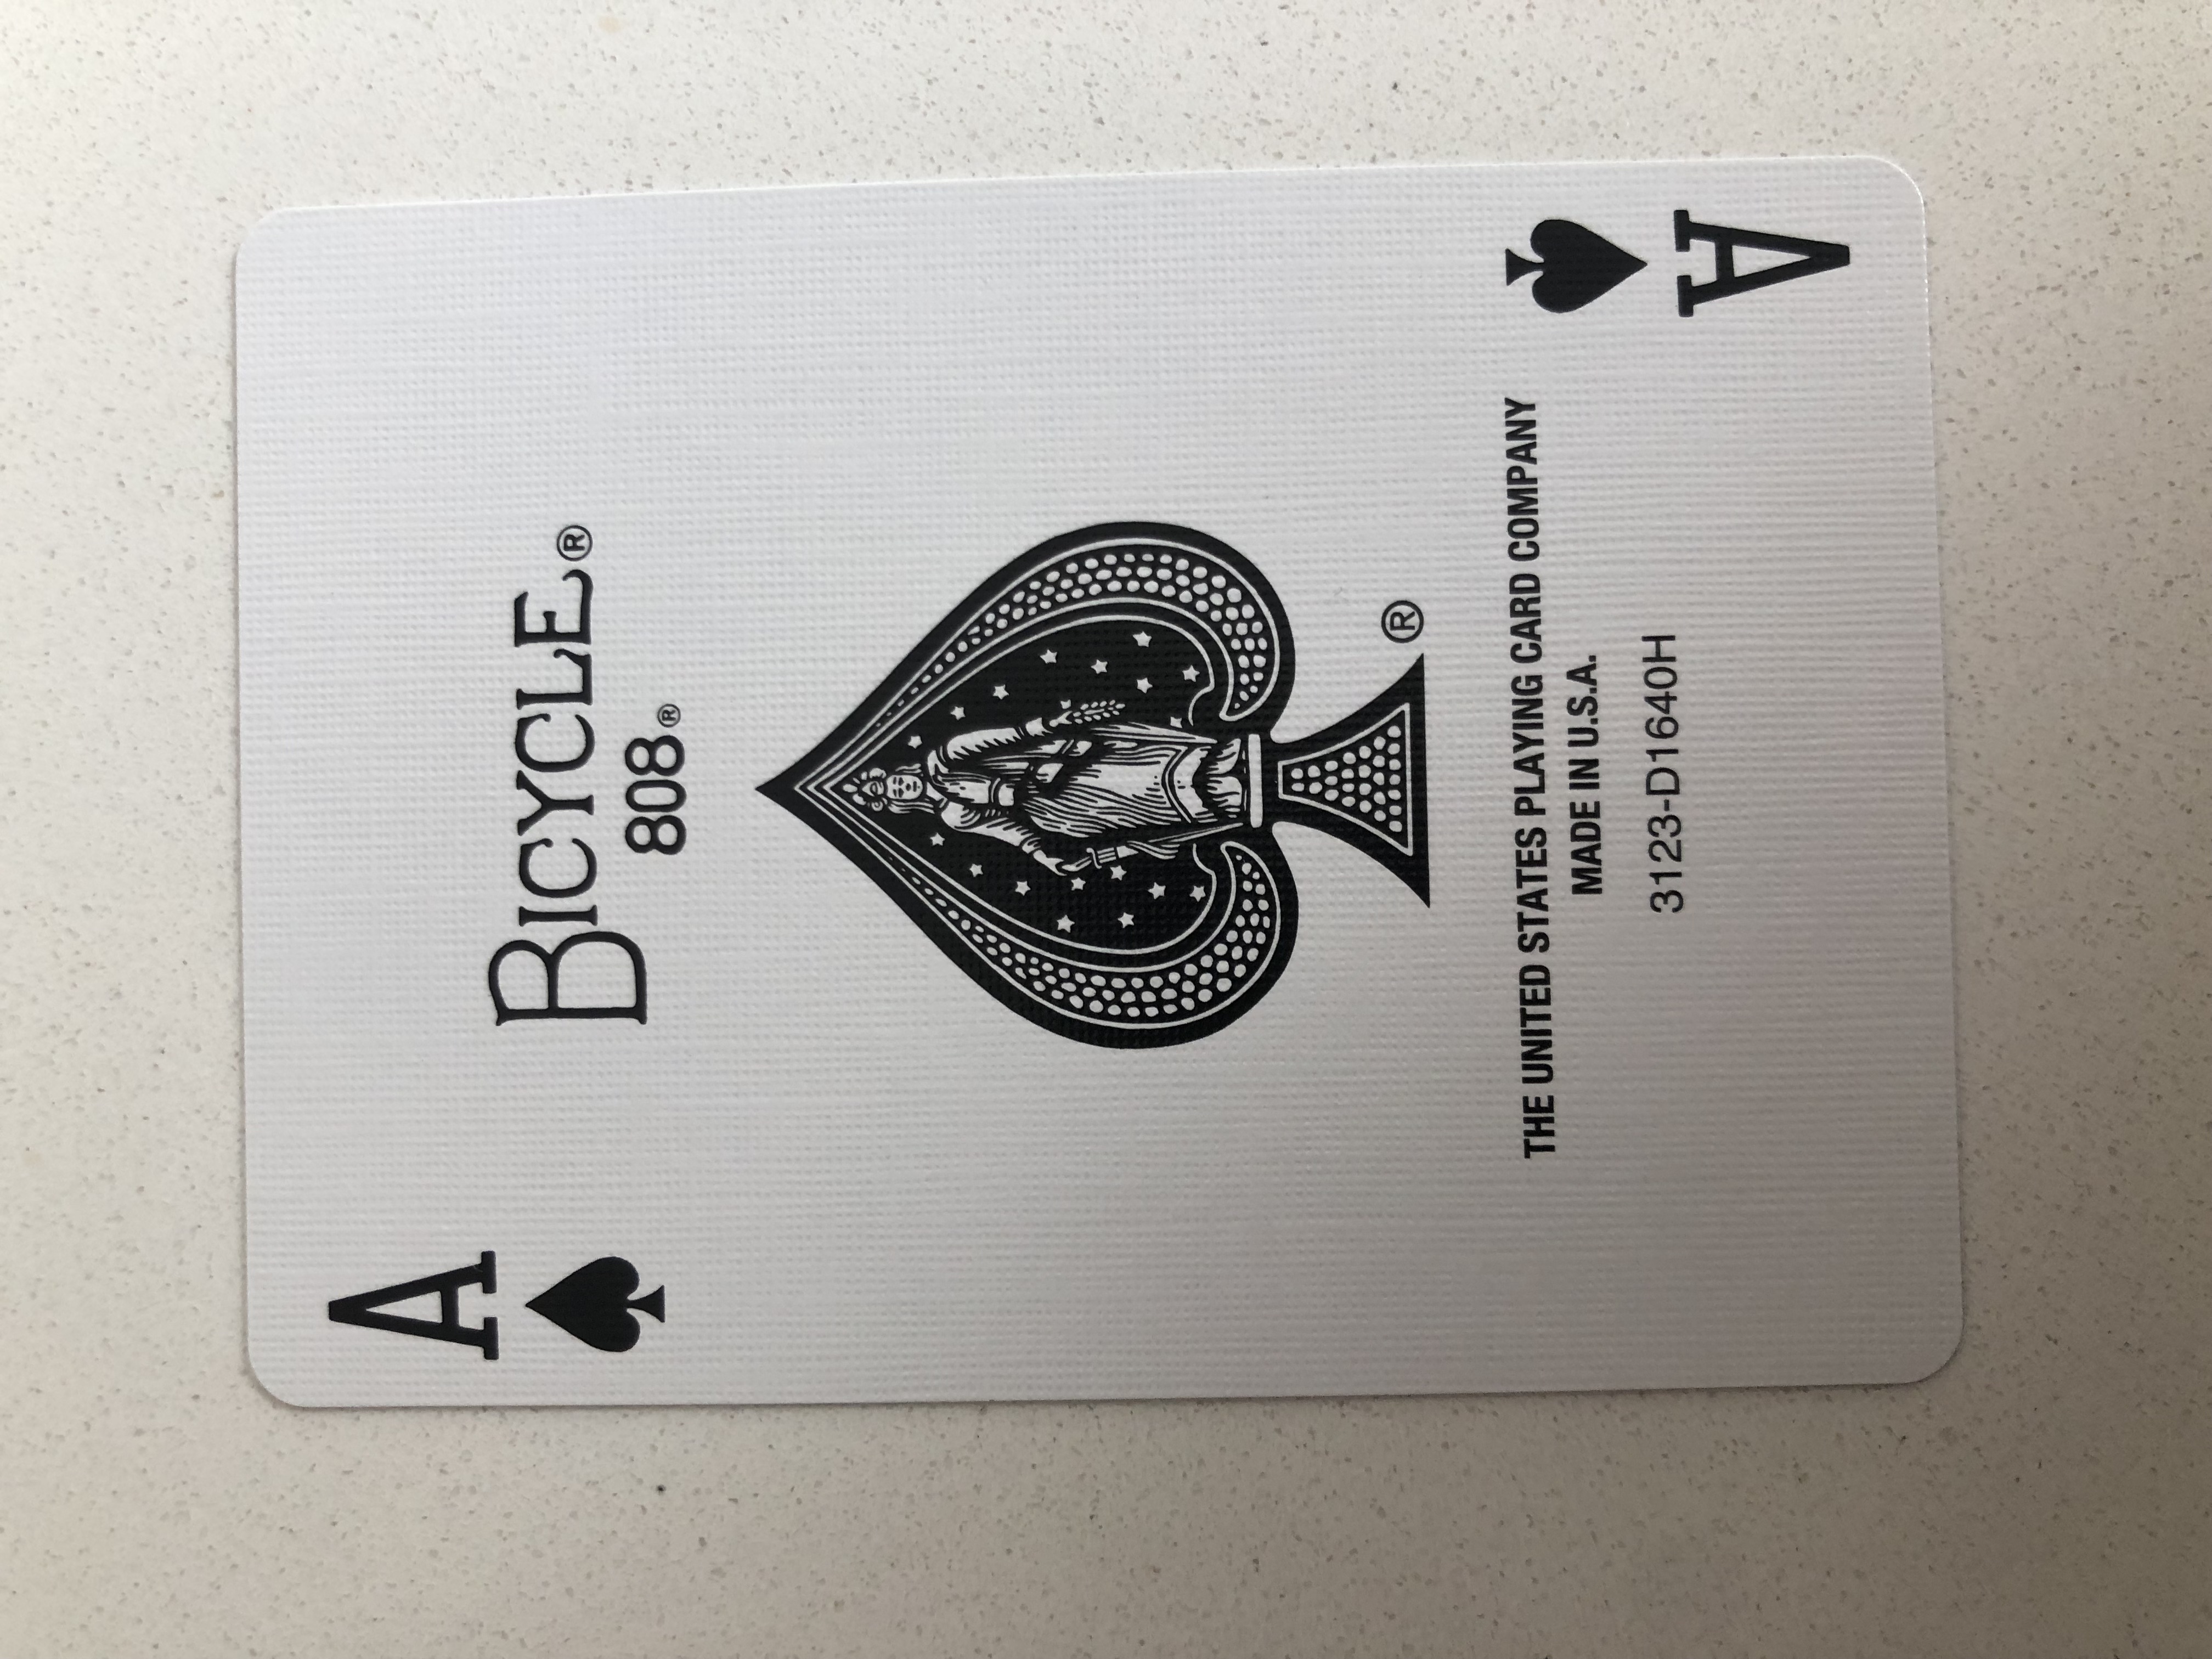 A
BICYCLE®
808®
®
THE UNITED STATES PLAYING CARD COMPANY
MADE IN U.S.A.
3123-D1640H
A